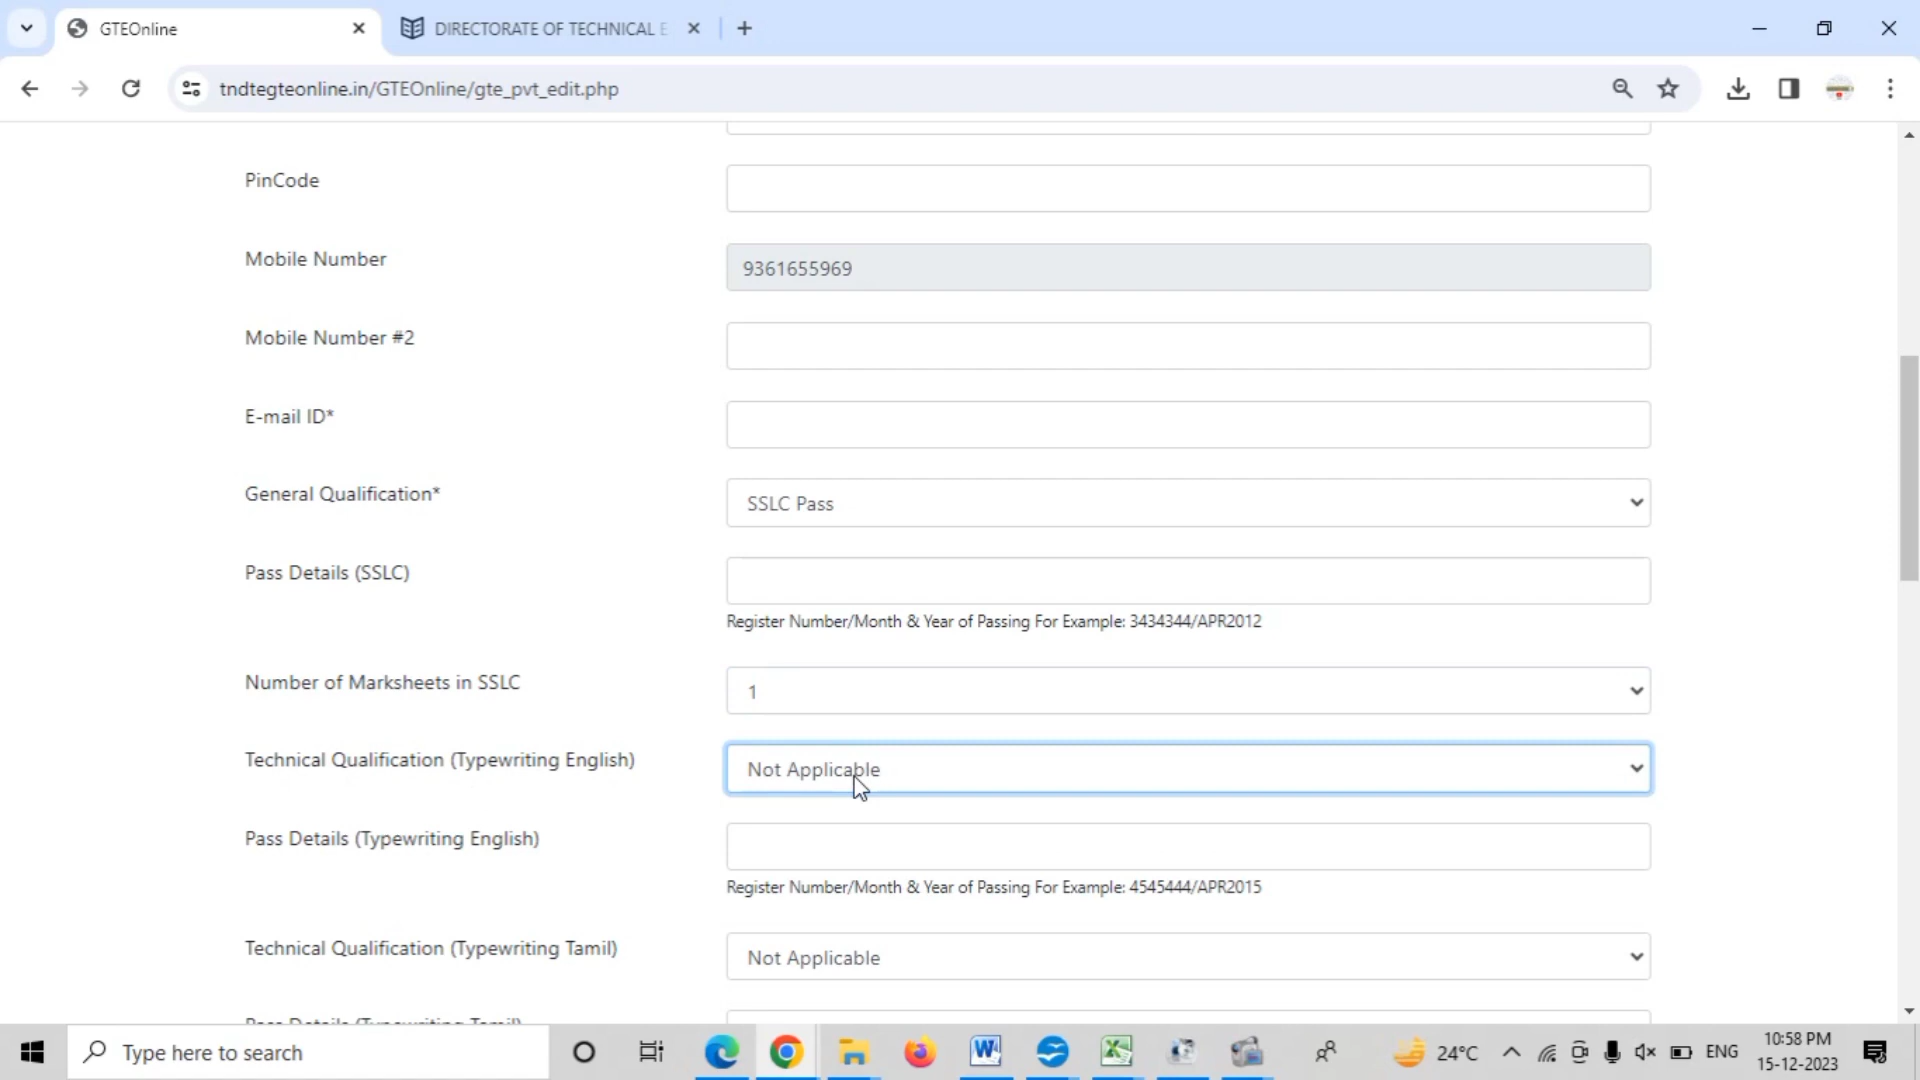 GTEOnline
DIRECTORATE OF TECHNICAL E
tndtegteonline.in/GTEOnline/gte_pvt_edit.php
PinCode
Mobile Number
9361655969
Mobile Number #2
E-mail ID*
General Qualification*
SSLC Pass
Pass Details (SSLC)
Register Number/Month & Year of Passing For Example: 3434344/APR2012
Number of Marksheets in SSLC
1
Technical Qualification (Typewriting English)
Not Applicable
Pass Details (Typewriting English)
Register Number/Month & Year of Passing For Example: 4545444/APR2015
Technical Qualification (Typewriting Tamil)
Not Applicable
Pass Details (Typewriting Tamil)
Type here to search
24°C
ENG
10:58 PM
15-12-2023